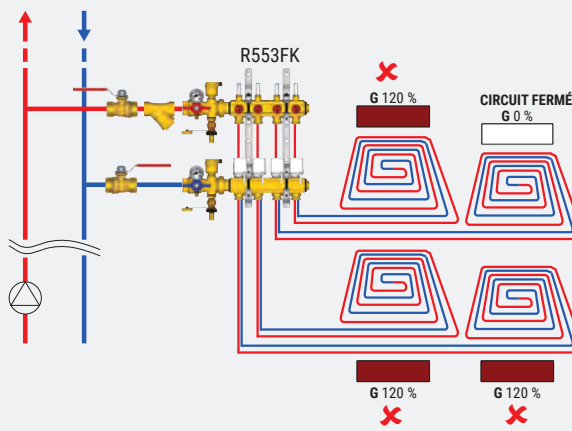 R553FK
G 120 %
CIRCUIT FERMÉ
G 0 %
G 120 %
G 120 %